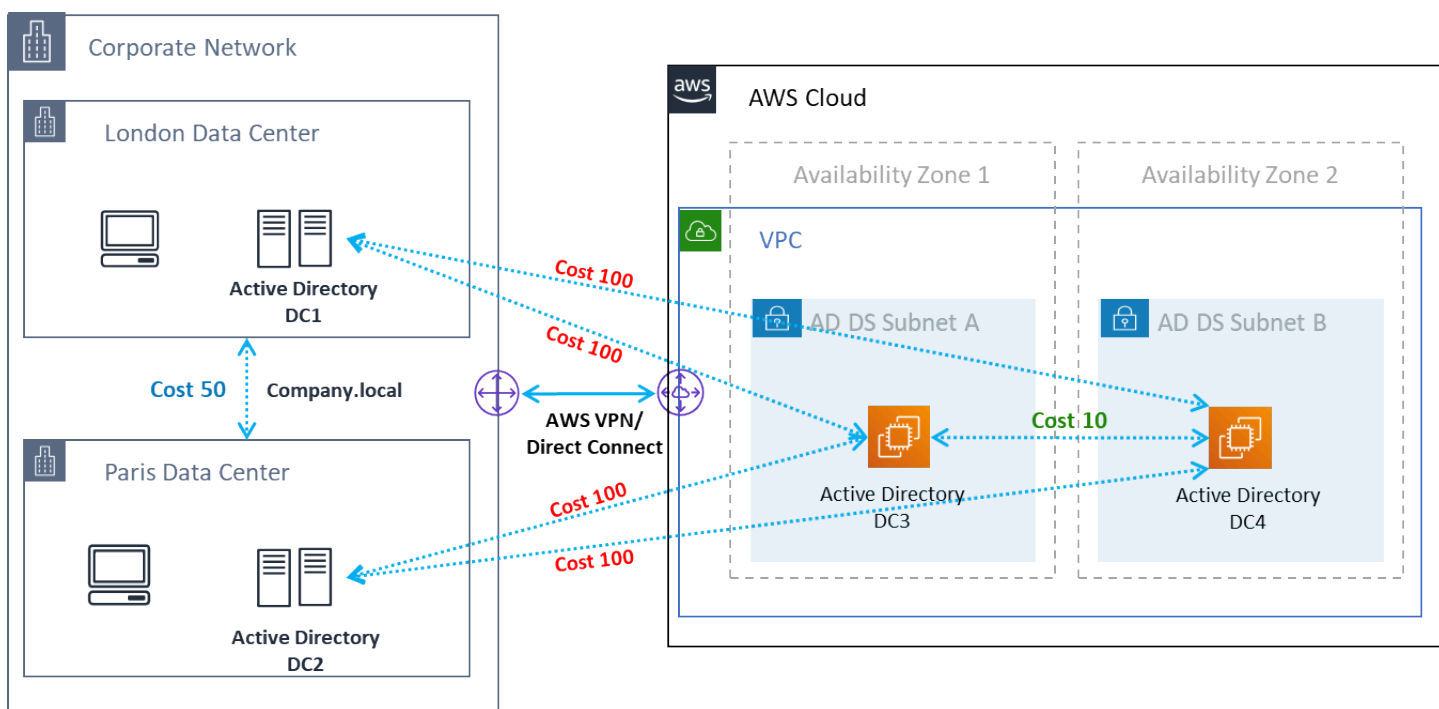 Corporate Network
London Data Center
Active Directory
DC1
Cost 50
Company.local
Paris Data Center
Active Directory
DC2
AWS VPN/
Direct Connect
Cost 100
Cost 100
Cost 100
Cost 100
aws
AWS Cloud
Availability Zone 1
Availability Zone 2
VPC
AD DS Subnet A
AD DS Subnet B
Cost 10
Active Directory
DC3
Active Directory
DC4